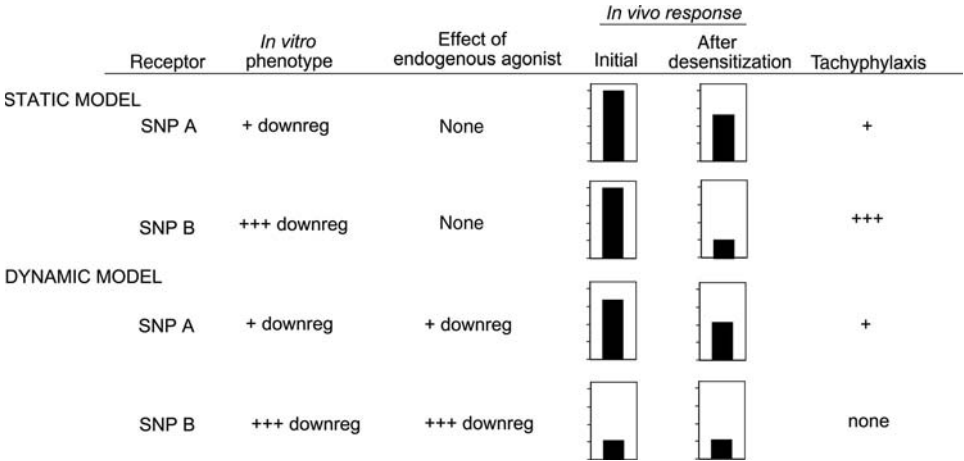 In vivo response
In vitro Effect of After
Receptor phenotype endogenous agonist Initial desensitization Tachyphylaxis
STATIC MODEL
SNP A + downreg None +
SNP B +++ downreg None +++
DYNAMIC MODEL
SNP A + downreg + downreg +
SNP B +++ downreg +++ downreg none